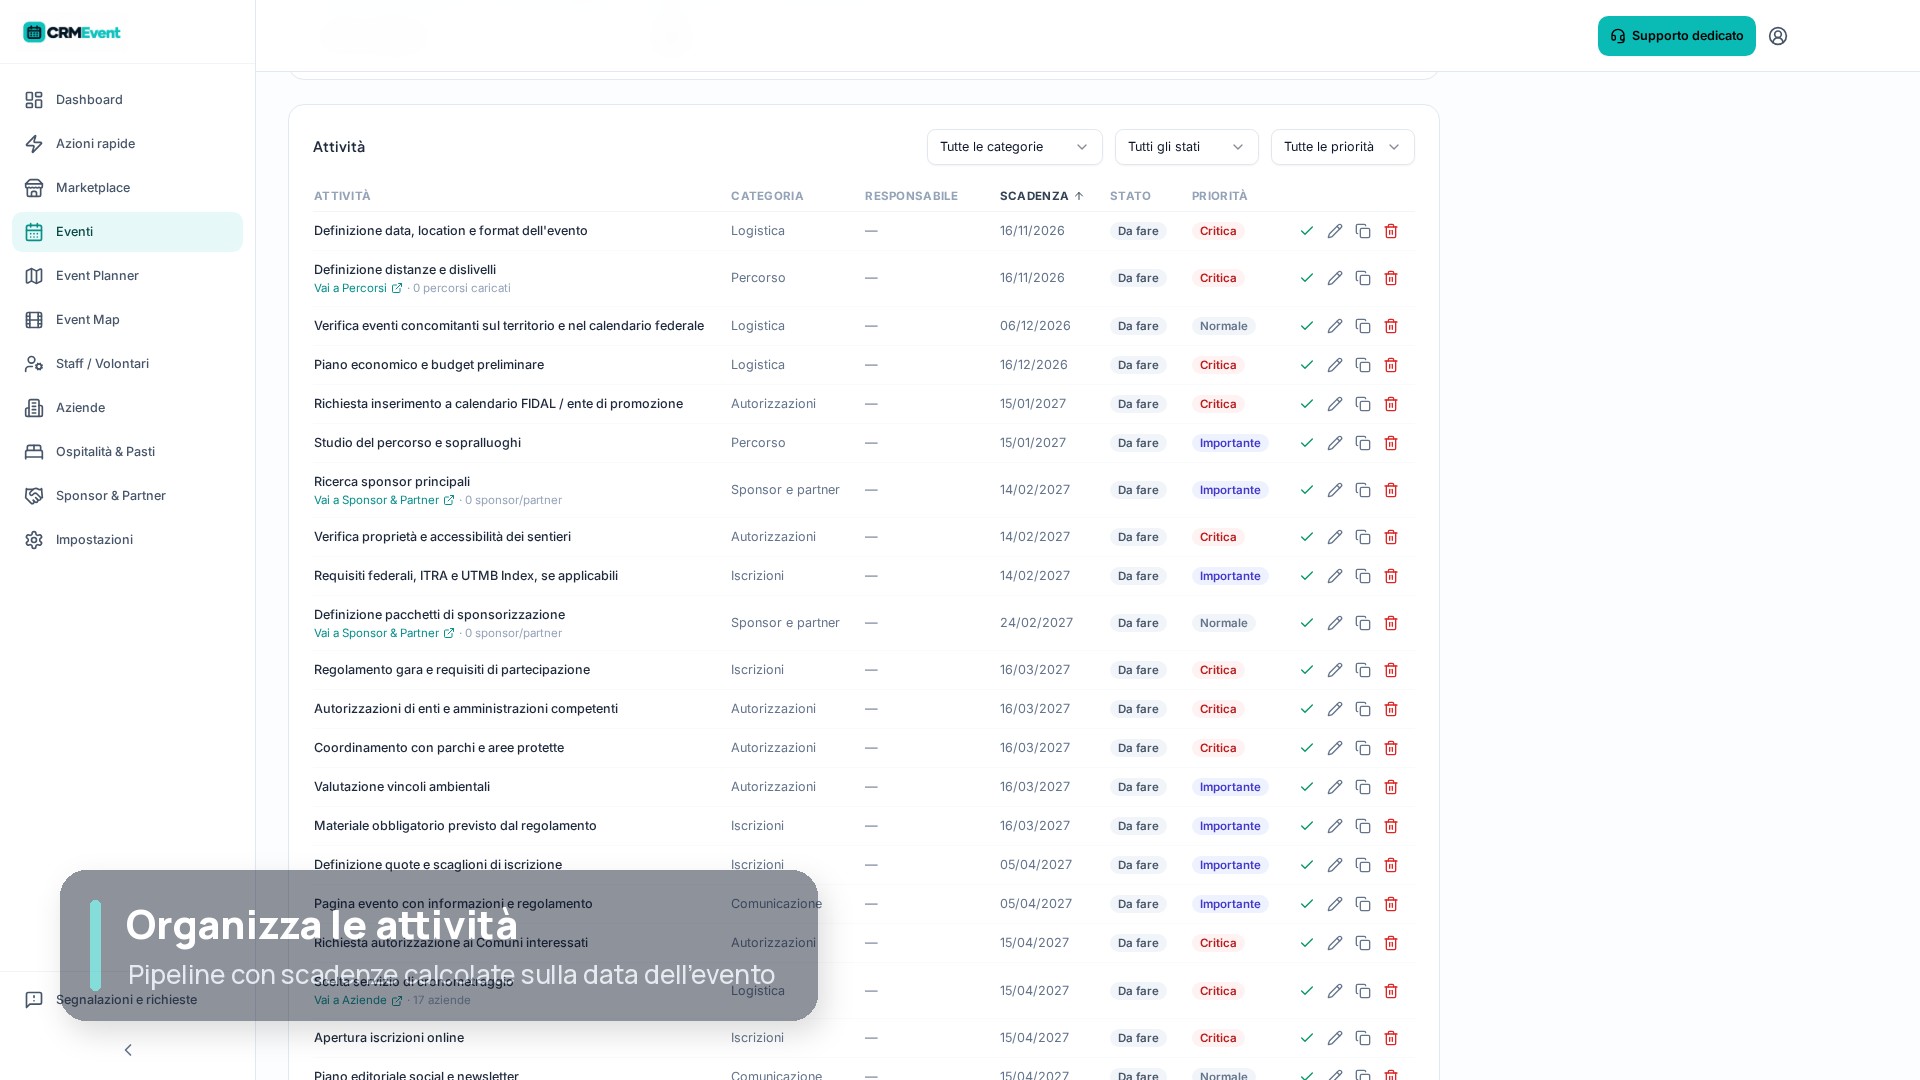 CRMEvent
Supporto dedicato
Dashboard
Azioni rapide
Marketplace
Eventi
Event Planner
Event Map
Staff / Volontari
Aziende
Ospitalità & Pasti
Sponsor & Partner
Impostazioni
Segnalazioni e richieste
Attività
Tutte le categorie
Tutti gli stati
Tutte le priorità
ATTIVITÀ CATEGORIA RESPONSABILE SCADENZA ↑ STATO PRIORITÀ
Definizione data, location e format dell'evento Logistica — 16/11/2026 Da fare Critica
Definizione distanze e dislivelli
Vai a Percorsi · 0 percorsi caricati Percorso — 16/11/2026 Da fare Critica
Verifica eventi concomitanti sul territorio e nel calendario federale Logistica — 06/12/2026 Da fare Normale
Piano economico e budget preliminare Logistica — 16/12/2026 Da fare Critica
Richiesta inserimento a calendario FIDAL / ente di promozione Autorizzazioni — 15/01/2027 Da fare Critica
Studio del percorso e sopralluoghi Percorso — 15/01/2027 Da fare Importante
Ricerca sponsor principali
Vai a Sponsor & Partner · 0 sponsor/partner Sponsor e partner — 14/02/2027 Da fare Importante
Verifica proprietà e accessibilità dei sentieri Autorizzazioni — 14/02/2027 Da fare Critica
Requisiti federali, ITRA e UTMB Index, se applicabili Iscrizioni — 14/02/2027 Da fare Importante
Definizione pacchetti di sponsorizzazione
Vai a Sponsor & Partner · 0 sponsor/partner Sponsor e partner — 24/02/2027 Da fare Normale
Regolamento gara e requisiti di partecipazione Iscrizioni — 16/03/2027 Da fare Critica
Autorizzazioni di enti e amministrazioni competenti Autorizzazioni — 16/03/2027 Da fare Critica
Coordinamento con parchi e aree protette Autorizzazioni — 16/03/2027 Da fare Critica
Valutazione vincoli ambientali Autorizzazioni — 16/03/2027 Da fare Importante
Materiale obbligatorio previsto dal regolamento Iscrizioni — 16/03/2027 Da fare Importante
Definizione quote e scaglioni di iscrizione Iscrizioni — 05/04/2027 Da fare Importante
Pagina evento con informazioni e regolamento Comunicazione — 05/04/2027 Da fare Importante
Richiesta autorizzazione ai Comuni interessati Autorizzazioni — 15/04/2027 Da fare Critica
Scelta servizio di cronometraggio
Vai a Aziende · 17 aziende Logistica — 15/04/2027 Da fare Critica
Apertura iscrizioni online Iscrizioni — 15/04/2027 Da fare Critica
Piano editoriale social e newsletter Comunicazione — 15/04/2027 Da fare Normale
Organizza le attività
Pipeline con scadenze calcolate sulla data dell'evento